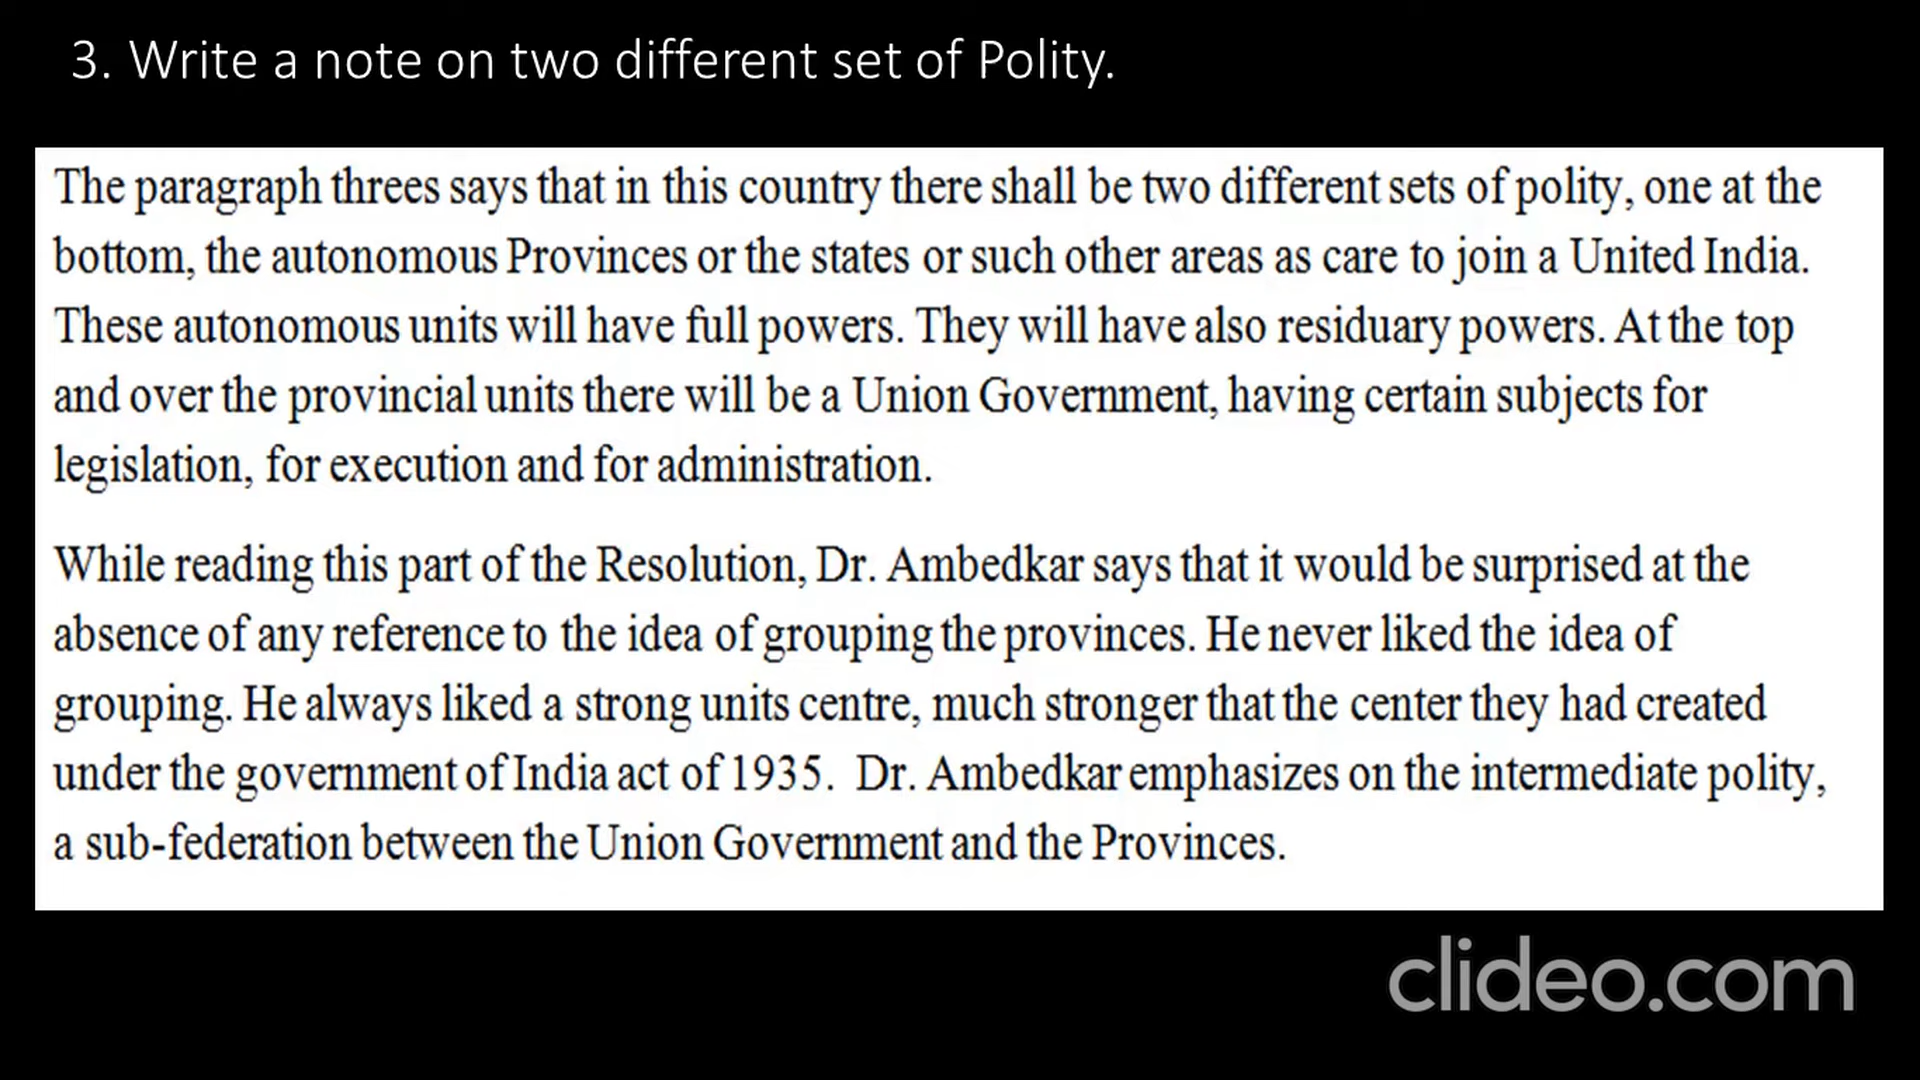 3. Write a note on two different set of Polity.
The paragraph threes says that in this country there shall be two different sets of polity, one at the
bottom, the autonomous Provinces or the states or such other areas as care to join a United India.
These autonomous units will have full powers. They will have also residuary powers. At the top
and over the provincial units there will be a Union Government, having certain subjects for
legislation, for execution and for administration.
While reading this part of the Resolution, Dr. Ambedkar says that it would be surprised at the
absence of any reference to the idea of grouping the provinces. He never liked the idea of
grouping. He always liked a strong units centre, much stronger that the center they had created
under the government of India act of 1935. Dr. Ambedkar emphasizes on the intermediate polity,
a sub-federation between the Union Government and the Provinces.
clideo.com